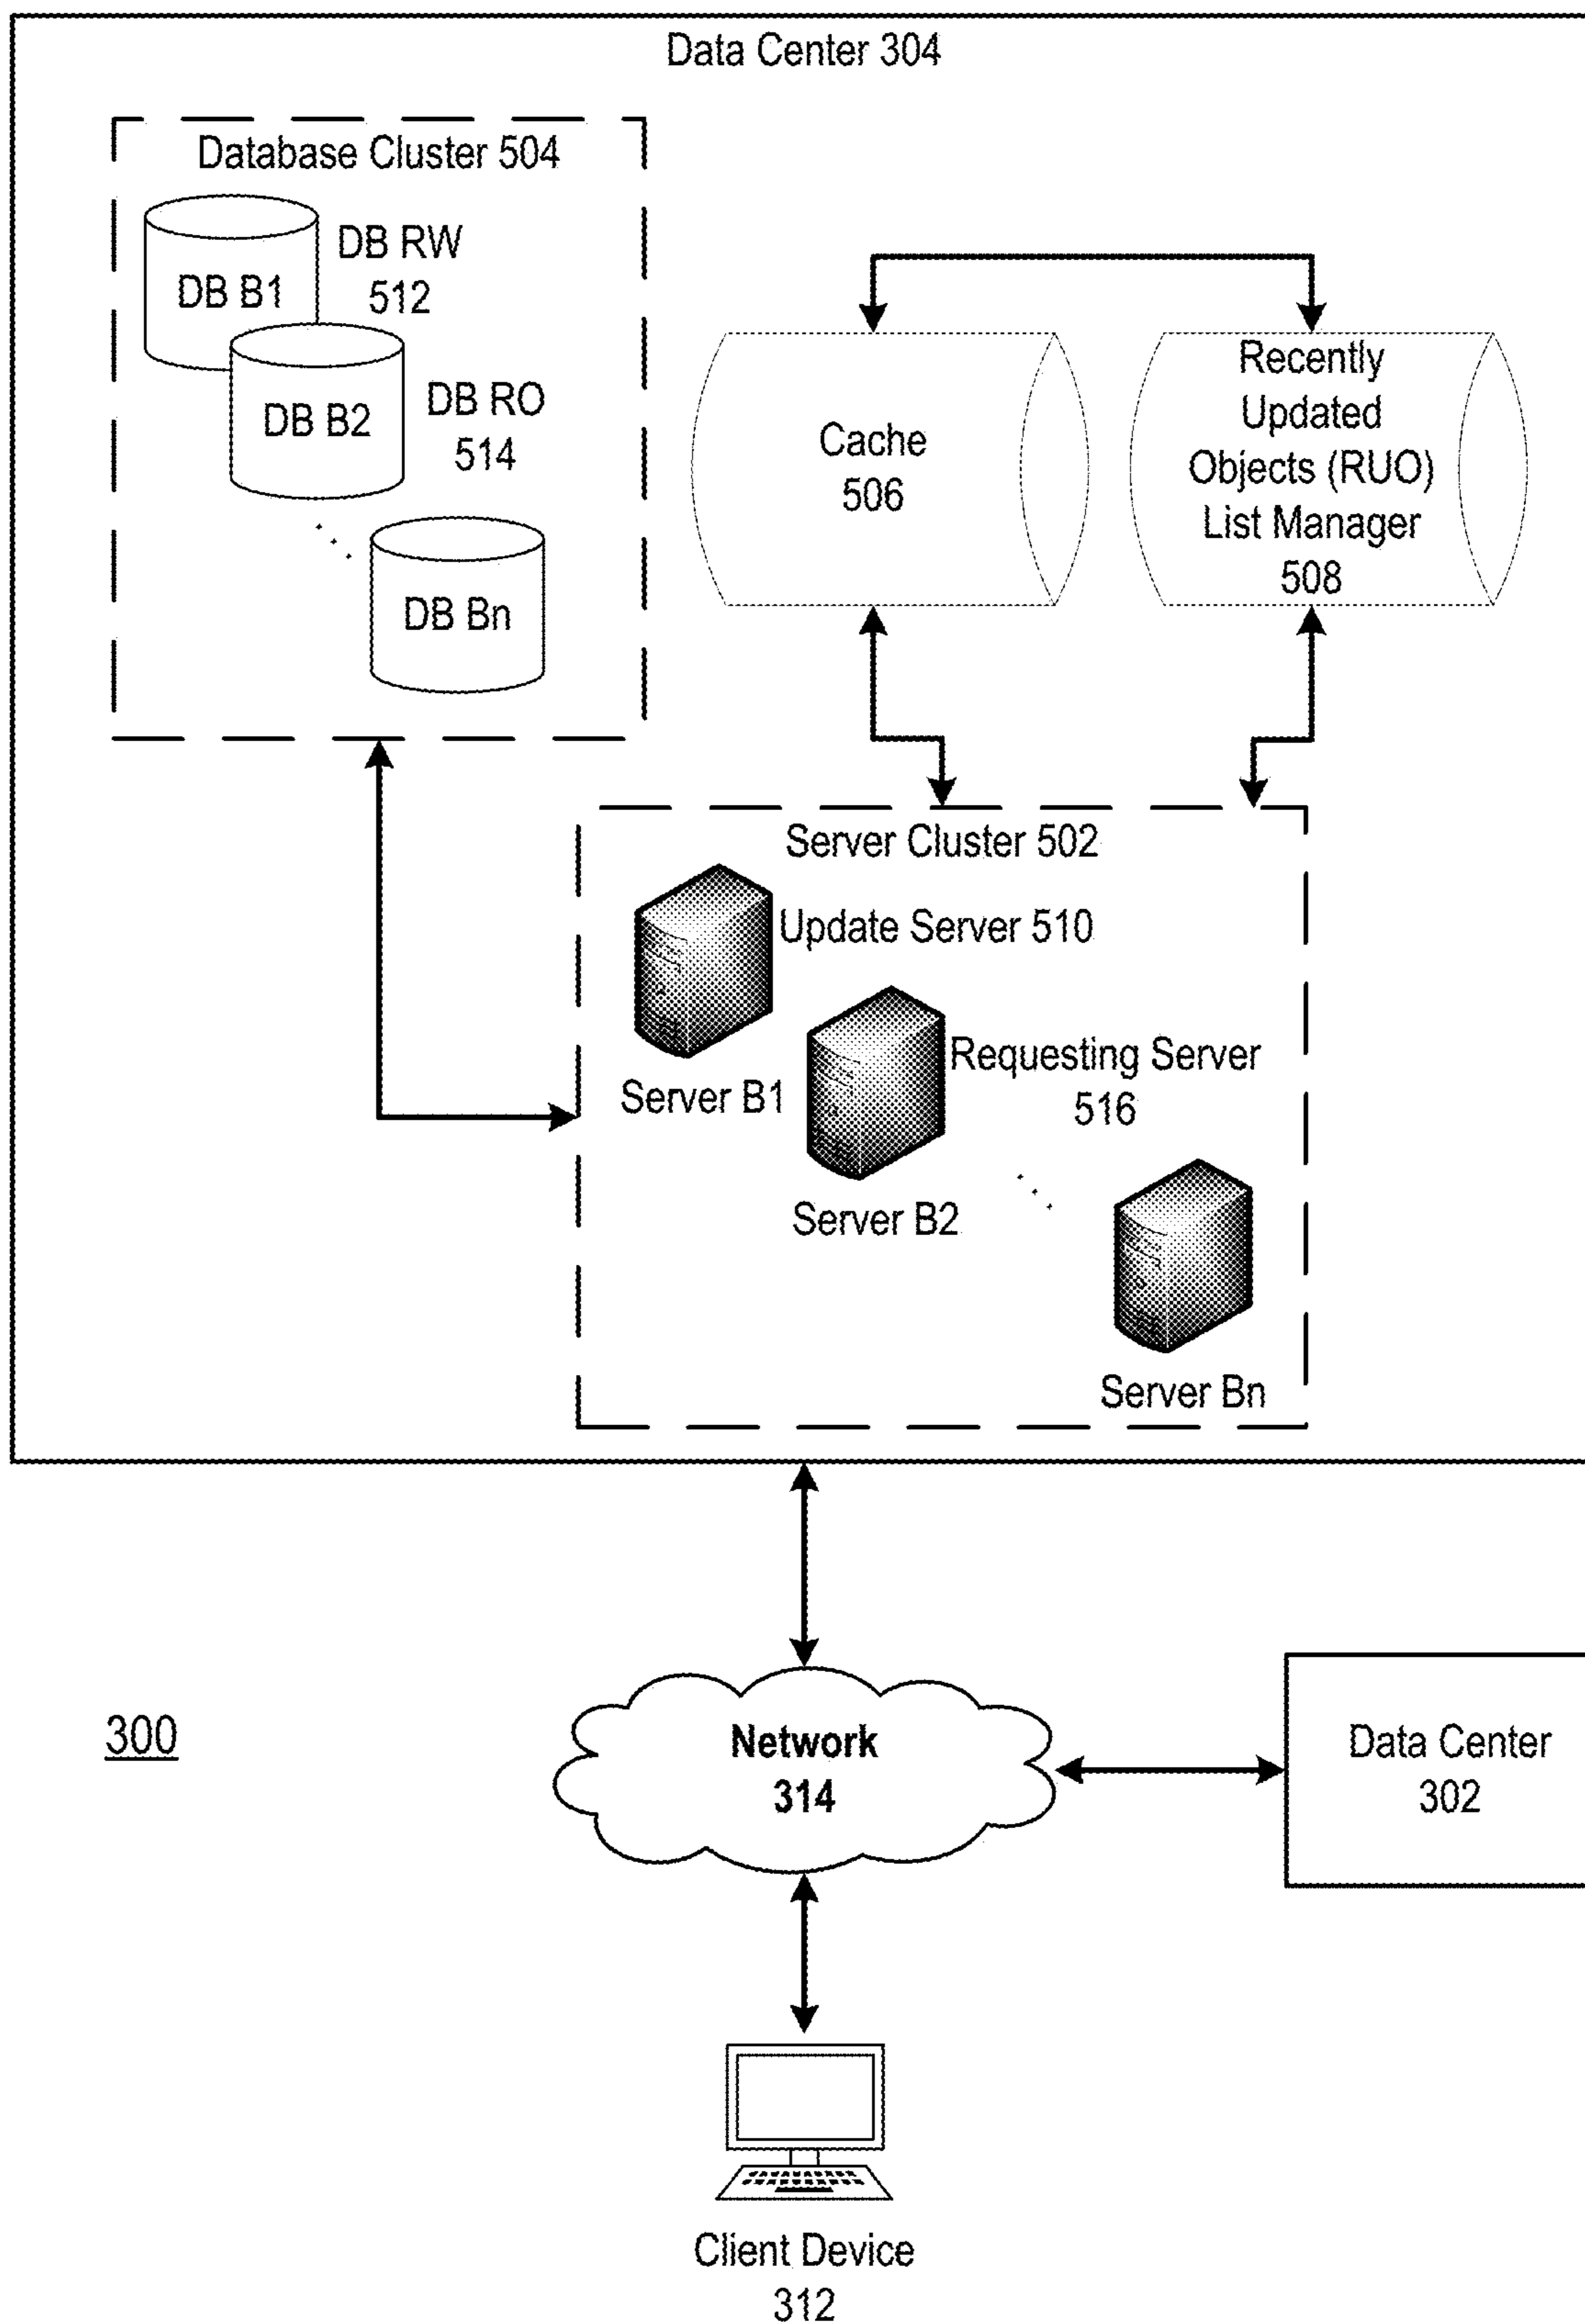 Data Center 304
Database Cluster 504
DB B1
DB RW
512
DB B2
DB RO
514
DB Bn
Cache
506
Recently
Updated
Objects (RUO)
List Manager
508
Server Cluster 502
Update Server 510
Server B1
Requesting Server
516
Server B2
Server Bn
300
Network
314
Data Center
302
Client Device
312